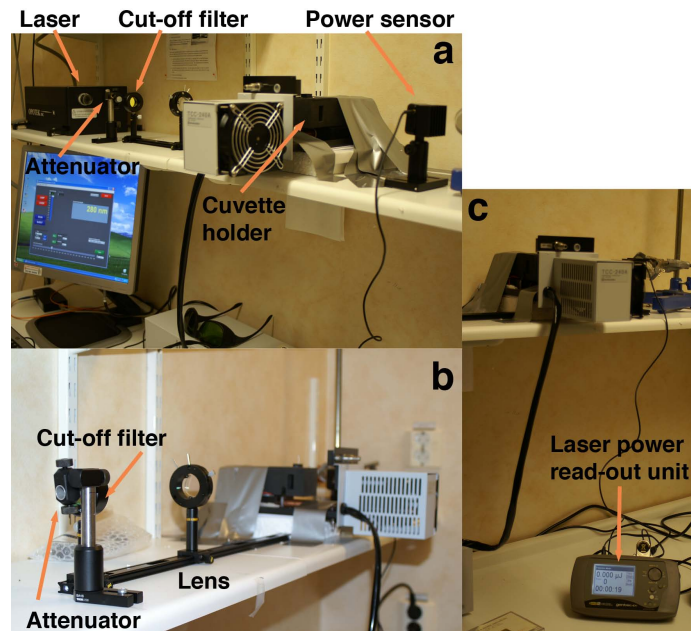 Laser
Cut-off filter
Power sensor
a
Attenuator
Cuvette
holder
280 nm
c
b
Cut-off filter
Lens
Attenuator
Laser power
read-out unit
0.000 µJ
0
00:00:19